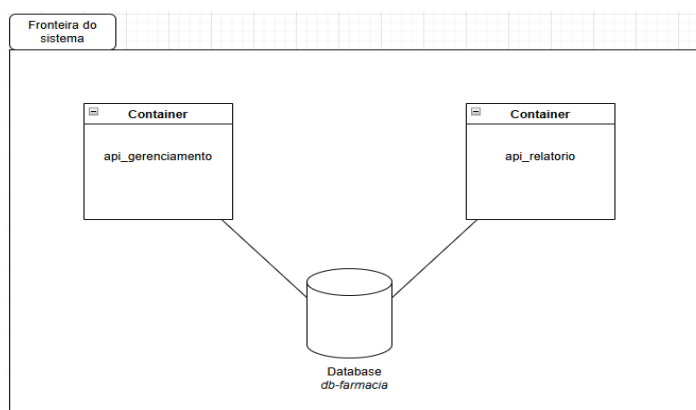 Fronteira do
sistema
Container
api_gerenciamento
Container
api_relatorio
Database
db-farmacia